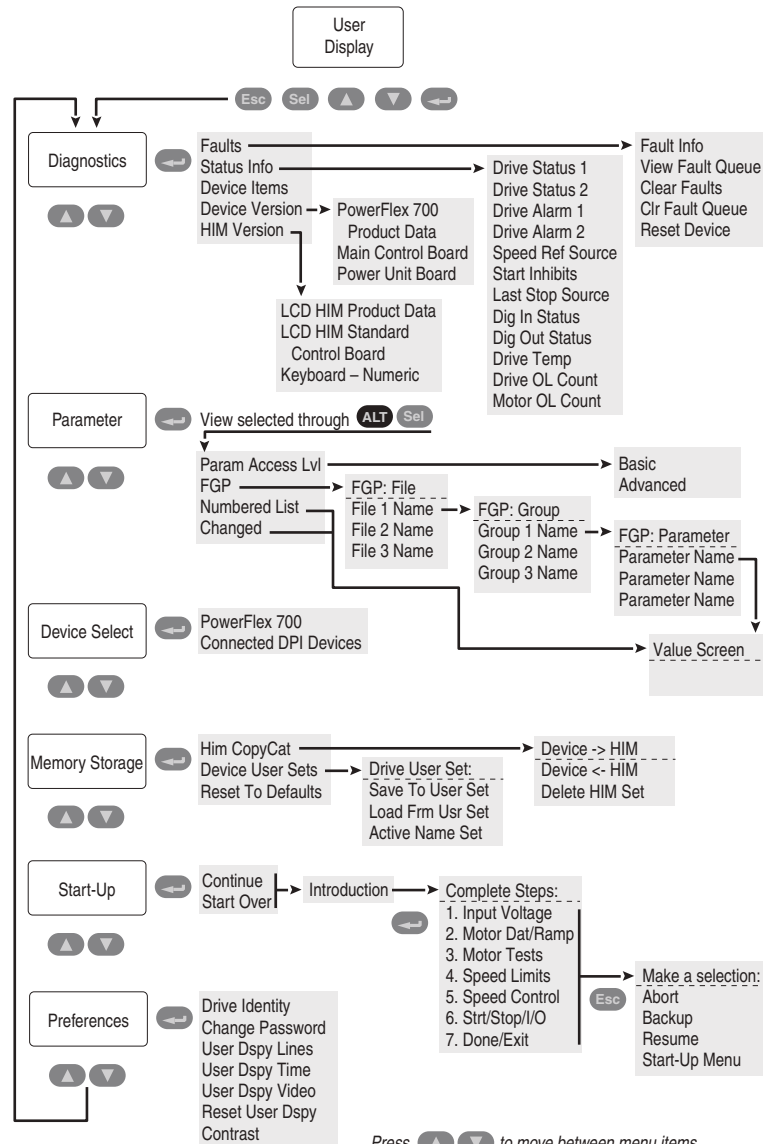 User
Display
Esc Sel
Diagnostics
Faults
Status Info
Device Items
Device Version
HIM Version
PowerFlex 700
Product Data
Main Control Board
Power Unit Board
LCD HIM Product Data
LCD HIM Standard
Control Board
Keyboard – Numeric
Drive Status 1
Drive Status 2
Drive Alarm 1
Drive Alarm 2
Speed Ref Source
Start Inhibits
Last Stop Source
Dig In Status
Dig Out Status
Drive Temp
Drive OL Count
Motor OL Count
Fault Info
View Fault Queue
Clear Faults
Clr Fault Queue
Reset Device
Parameter
View selected through ALT Sel
Param Access Lvl
FGP
Numbered List
Changed
FGP: File
File 1 Name
File 2 Name
File 3 Name
FGP: Group
Group 1 Name
Group 2 Name
Group 3 Name
FGP: Parameter
Parameter Name
Parameter Name
Parameter Name
Basic
Advanced
Value Screen
Device Select
PowerFlex 700
Connected DPI Devices
Memory Storage
Him CopyCat
Device User Sets
Reset To Defaults
Drive User Set:
Save To User Set
Load Frm Usr Set
Active Name Set
Device -> HIM
Device <- HIM
Delete HIM Set
Start-Up
Continue
Start Over
Introduction
Complete Steps:
1. Input Voltage
2. Motor Dat/Ramp
3. Motor Tests
4. Speed Limits
5. Speed Control
6. Strt/Stop/I/O
7. Done/Exit
Esc
Make a selection:
Abort
Backup
Resume
Start-Up Menu
Preferences
Drive Identity
Change Password
User Dspy Lines
User Dspy Time
User Dspy Video
Reset User Dspy
Contrast
Press to move between menu items